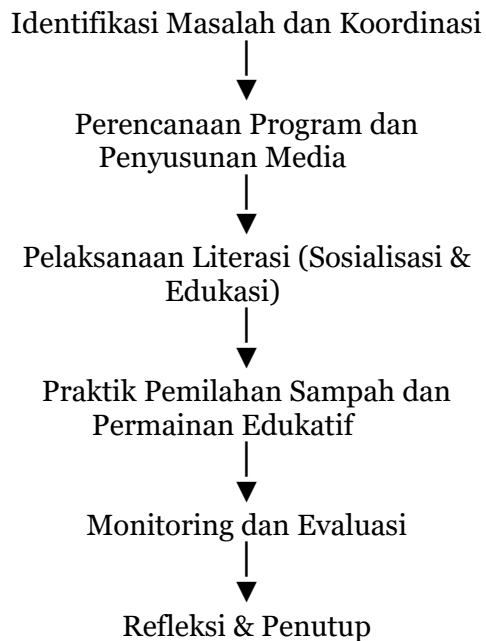 Identifikasi Masalah dan Koordinasi
Perencanaan Program dan
Penyusunan Media
Pelaksanaan Literasi (Sosialisasi &
Edukasi)
Praktik Pemilahan Sampah dan
Permainan Edukatif
Monitoring dan Evaluasi
Refleksi & Penutup